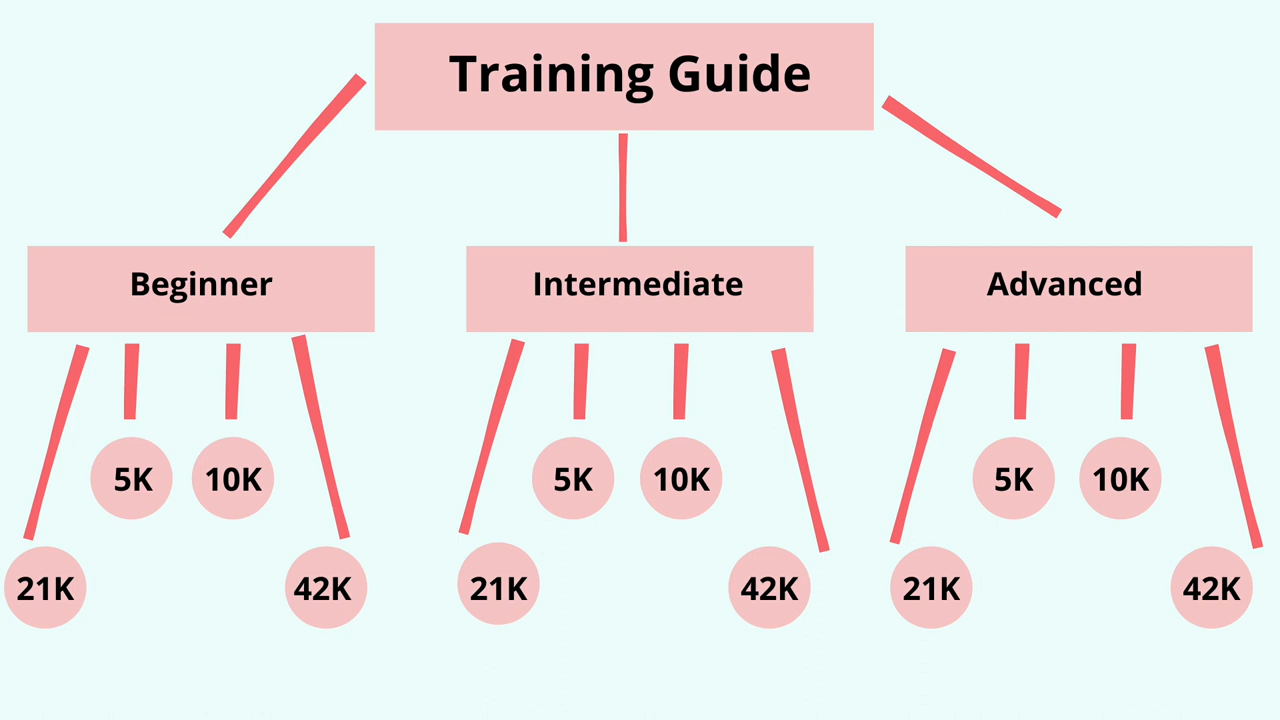 Training Guide
Beginner
Intermediate
Advanced
5K
10K
5K
10K
5K
10K
21K
42K
21K
42K
21K
42K